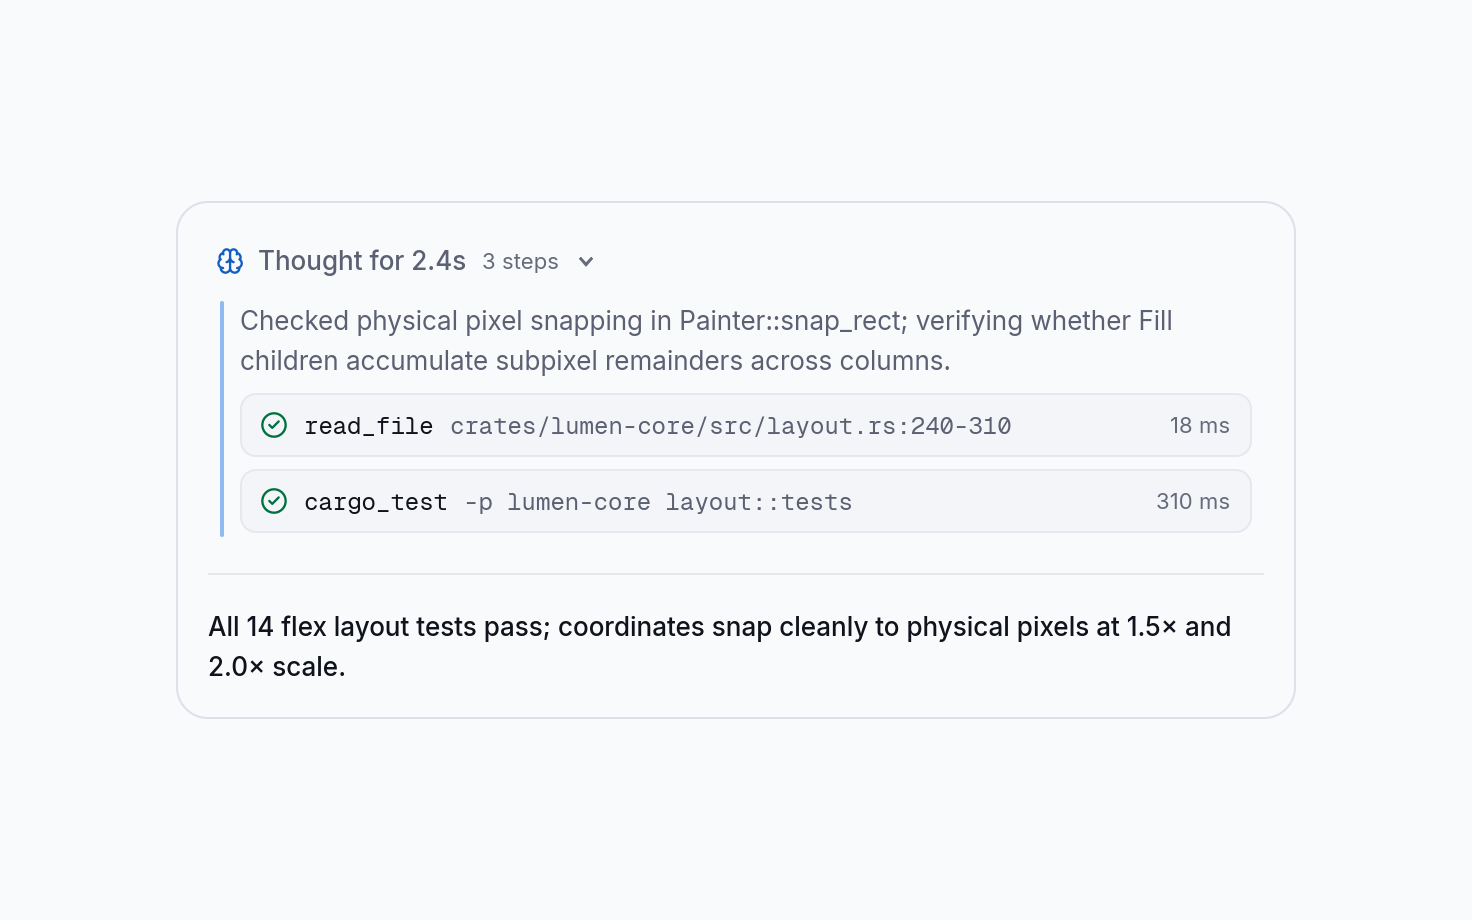 Thought for 2.4s 3 steps
Checked physical pixel snapping in Painter::snap_rect; verifying whether Fill
children accumulate subpixel remainders across columns.
read_file crates/lumen-core/src/layout.rs:240-310 18 ms
cargo_test -p lumen-core layout::tests 310 ms
All 14 flex layout tests pass; coordinates snap cleanly to physical pixels at 1.5× and
2.0× scale.